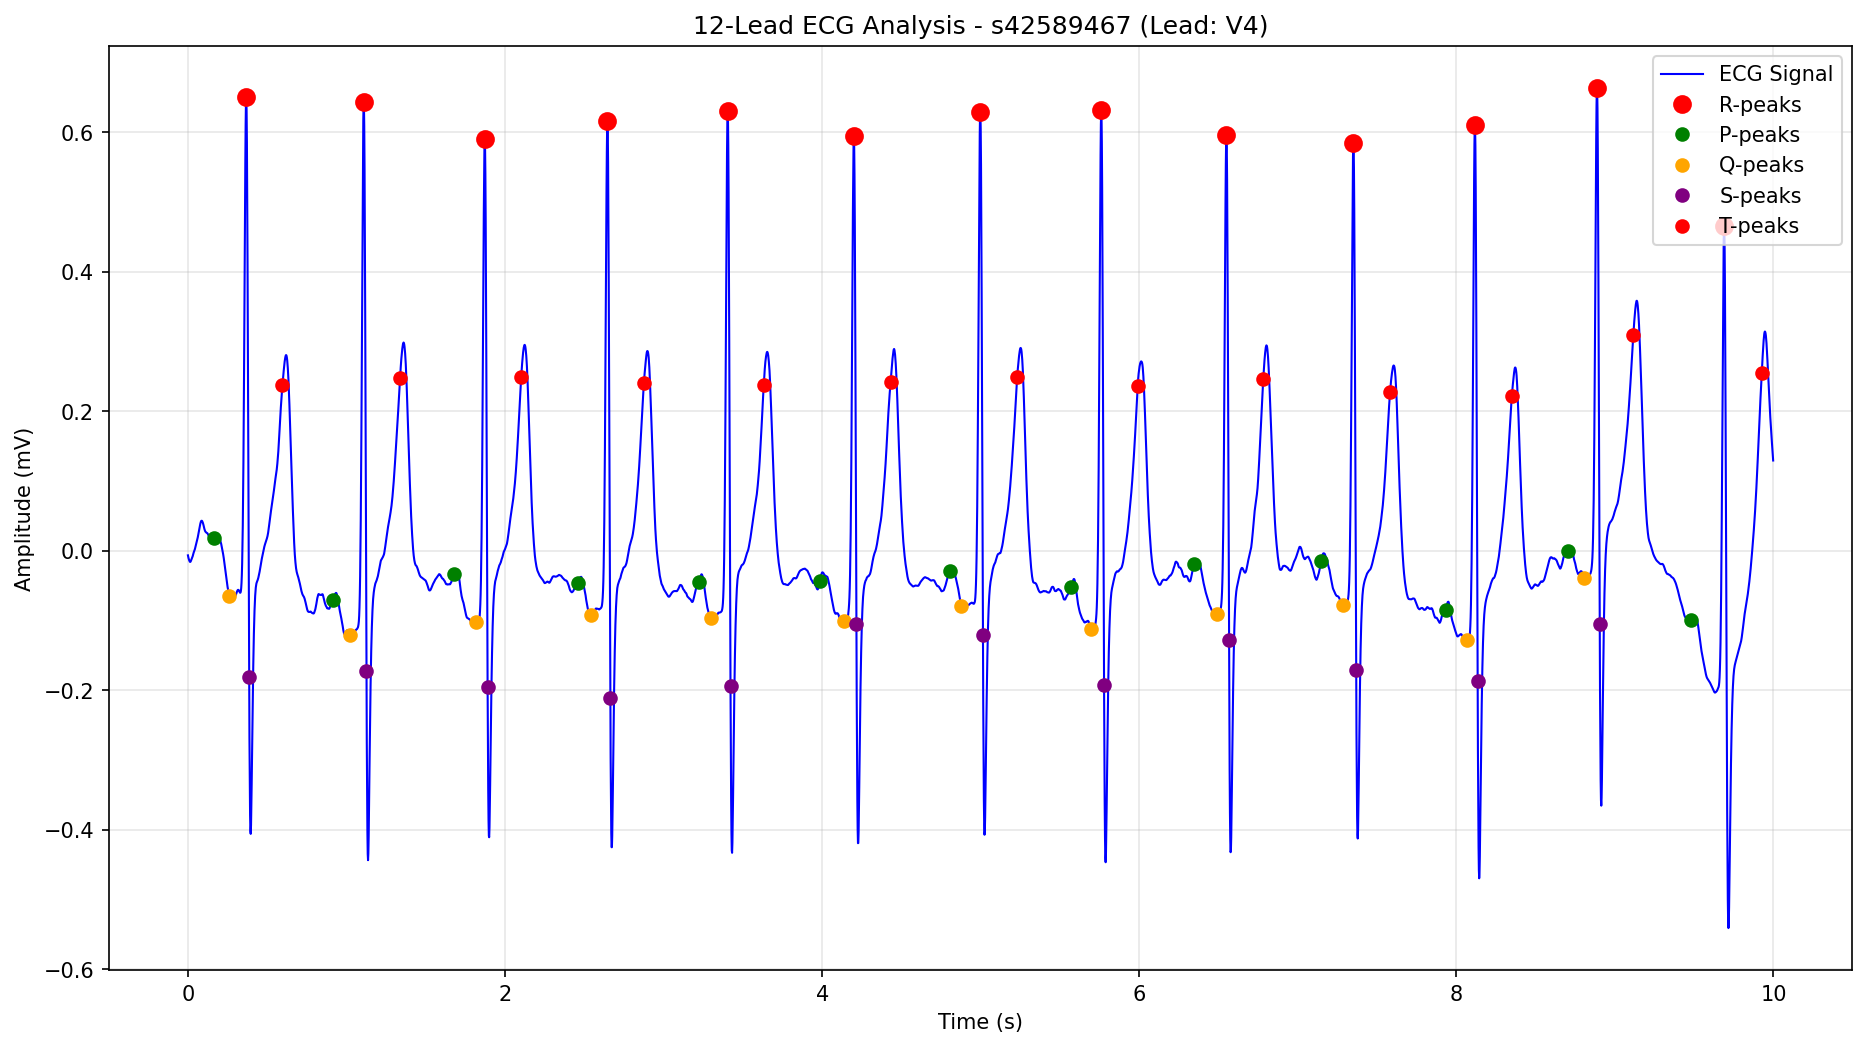 12-Lead ECG Analysis - s42589467 (Lead: V4)
ECG Signal
R-peaks
P-peaks
Q-peaks
S-peaks
T-peaks
Amplitude (mV)
0.6
0.4
0.2
0.0
−0.2
−0.4
−0.6
0 2 4 6 8 10
Time (s)